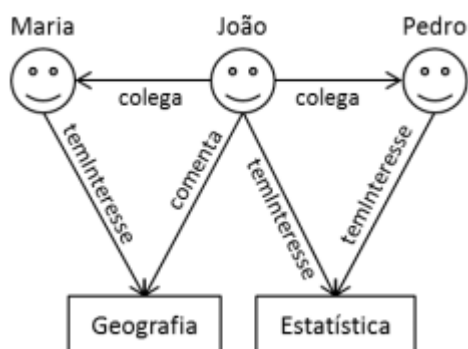 Maria João Pedro
colega colega
temInteresse comenta temInteresse temInteresse
Geografia Estatística